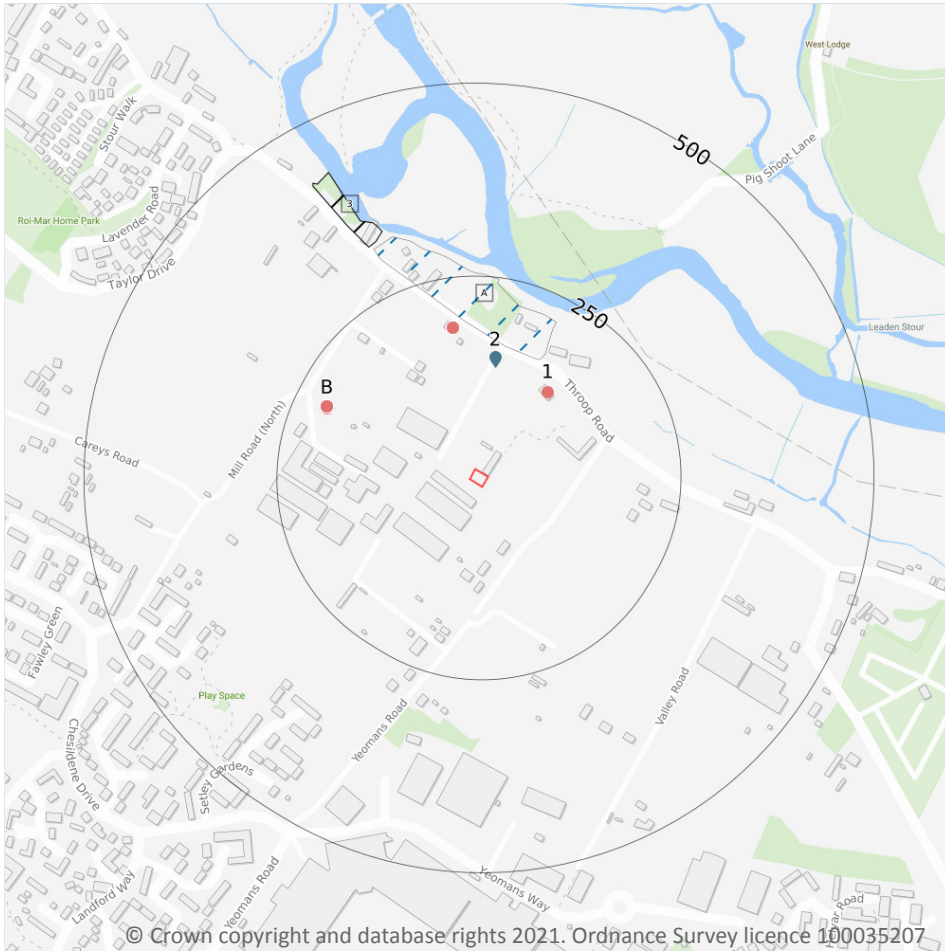 West Lodge
Stour Walk
500
Pig Shoot Lane
Lavender Road
3
Roi-Mar Home Park
Taylor Drive
A
250
Leaden Stour
2
1
B
Throop Road
Mill Road (North)
Careys Road
Fawley Green
Play Space
Valley Road
Yeomans Road
Chesildene Drive
Setley Gardens
Yeomans Way
Landford Way
Yeomans Road
Road
© Crown copyright and database rights 2021. Ordnance Survey licence 100035207